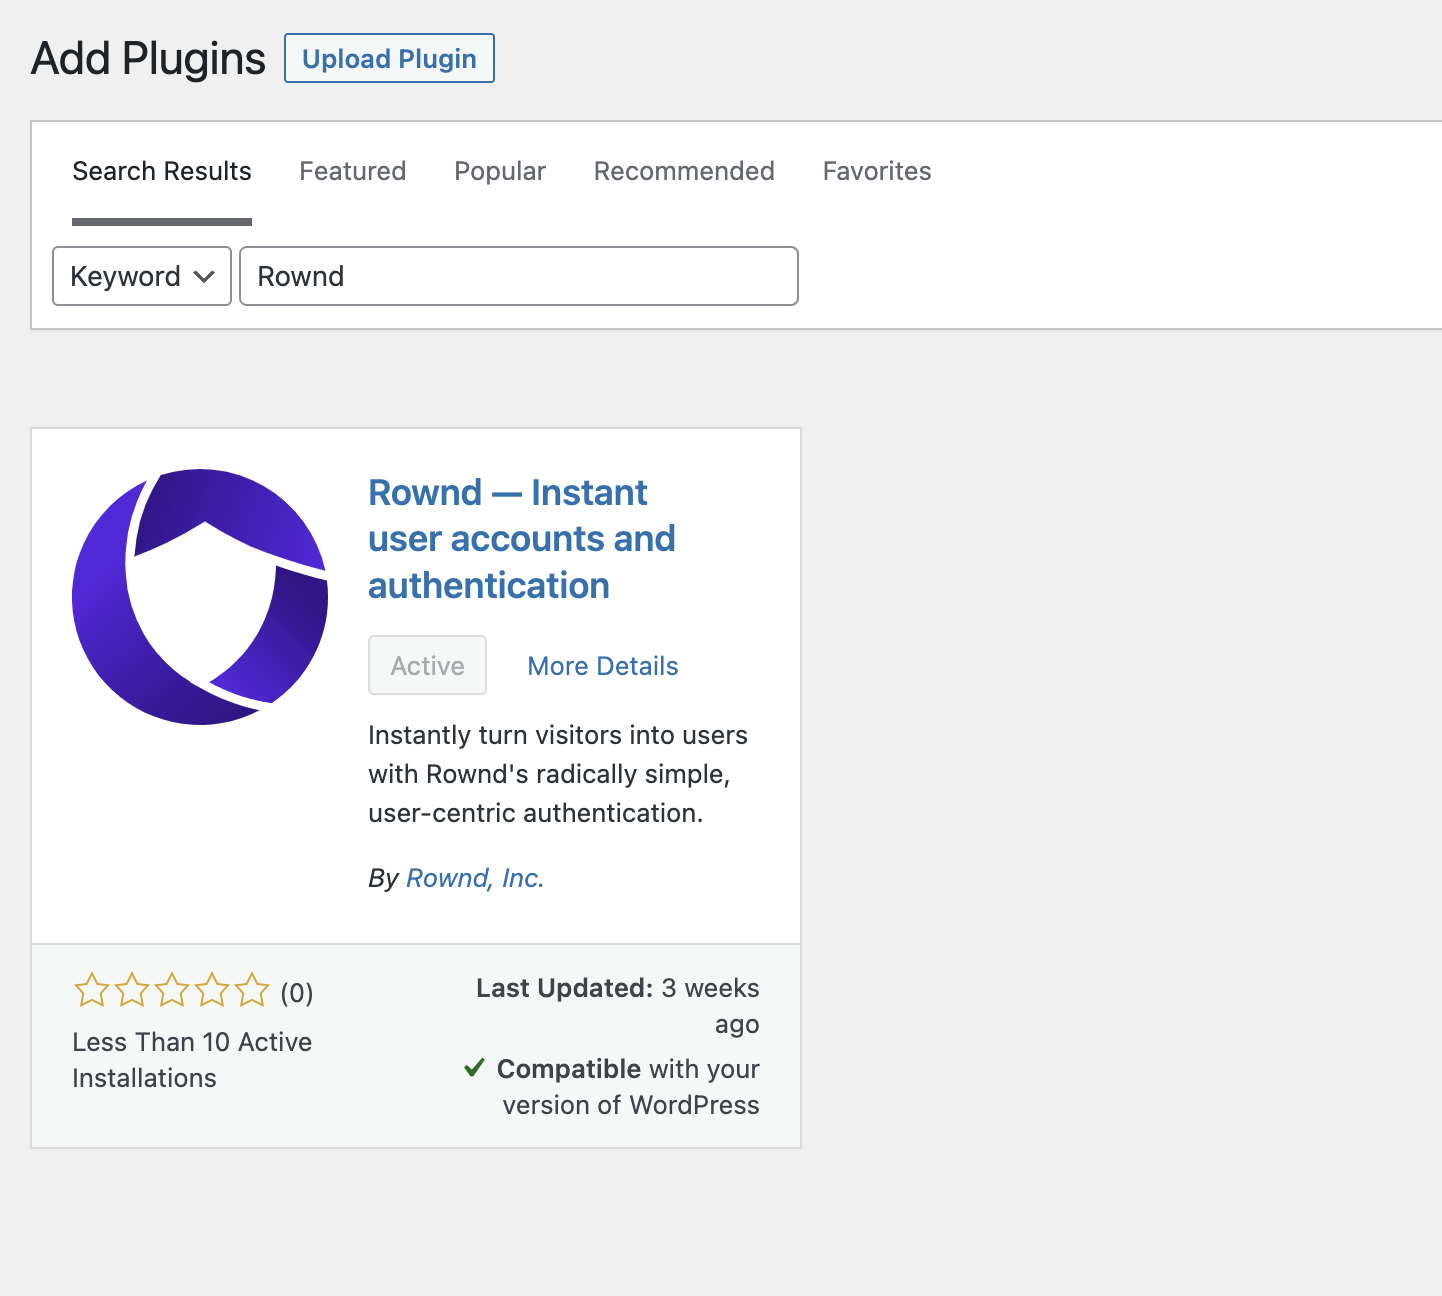 Add Plugins Upload Plugin
Search Results Featured Popular Recommended Favorites
Keyword Rownd
Rownd — Instant
user accounts and
authentication
Active More Details
Instantly turn visitors into users
with Rownd's radically simple,
user-centric authentication.
By Rownd, Inc.
(0)
Less Than 10 Active
Installations
Last Updated: 3 weeks
ago
Compatible with your
version of WordPress